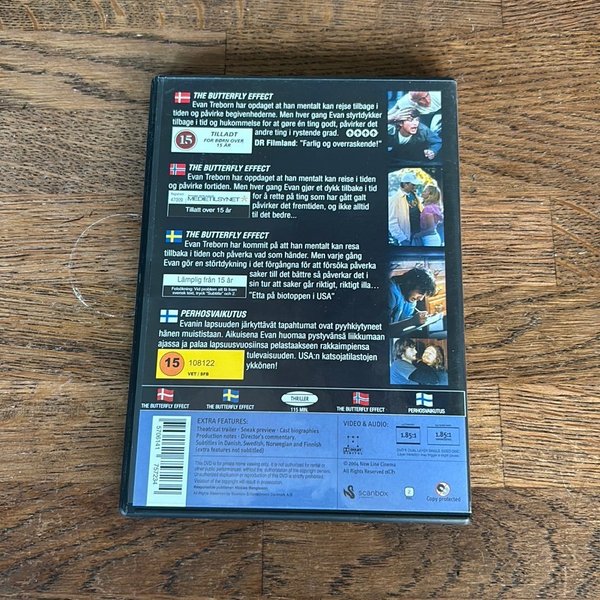 THE BUTTERFLY EFFECT
Evan Treborn har opdaget at han mentalt kan rejse tilbage i
tiden og påvirke begivenhederne. Men hver gang Evan styrtdykker
tilbage i tid og hukommelse for at gøre én ting godt, påvirker det
andre ting i rystende grad.
15 TILLADT
FOR BØRN OVER
15 ÅR
DR Filmland: "Farlig og overraskende!"
THE BUTTERFLY EFFECT
Evan Treborn har oppdaget at han mentalt kan reise i tiden
og påvirke fortiden. Men hver gang Evan gjør et dykk tilbake i tid
for å rette på ting som har gått galt
påvirker det fremtiden, og ikke alltid
til det bedre...
MEDIETILSYNET
Tillatt over 15 år
THE BUTTERFLY EFFECT
Evan Treborn har kommit på att han mentalt kan resa
tillbaka i tiden och påverka vad som händer. Men varje gång
Evan gör en störtdykning i det förgångna för att försöka påverka
saker till det bättre så påverkar det i
sin tur att saker går riktigt, riktigt illa...
"Etta på biotoppen i USA"
Lämplig från 15 år
PERHOSVAIKUTUS
Evanin lapsuuden järkyttävät tapahtumat ovat pyyhkiytyneet
hänen muististaan. Aikuisena Evan huomaa pystyvänsä liikkumaan
ajassa ja palaa lapsuusvuosiinsa pelastaakseen rakkaimpiensa
tulevaisuuden. USA:n katsojatilastojen
ykkönen!
15 108122
VET / SFB
THE BUTTERFLY EFFECT
THE BUTTERFLY EFFECT
THRILLER
115 MIN.
THE BUTTERFLY EFFECT
PERHOSVAIKUTUS
EXTRA FEATURES:
Theatrical trailer · Sneak preview · Cast biographies
Production notes · Director's commentary
Subtitles in Danish, Swedish, Norwegian and Finnish
(extra features not subtitled)
VIDEO & AUDIO:
1.85:1
1.85:1
DOLBY
© 2004 New Line Cinema
All Rights Reserved
scanbox
2
Copy protected